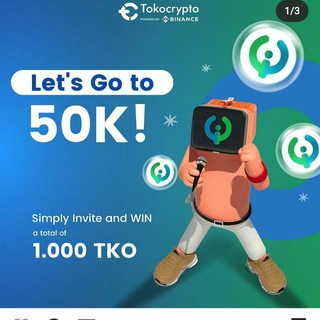 1/3
Tokocrypto
POWERED BY BINANCE
Let's Go to
50K!
Simply Invite and WIN
a total of
1.000 TKO